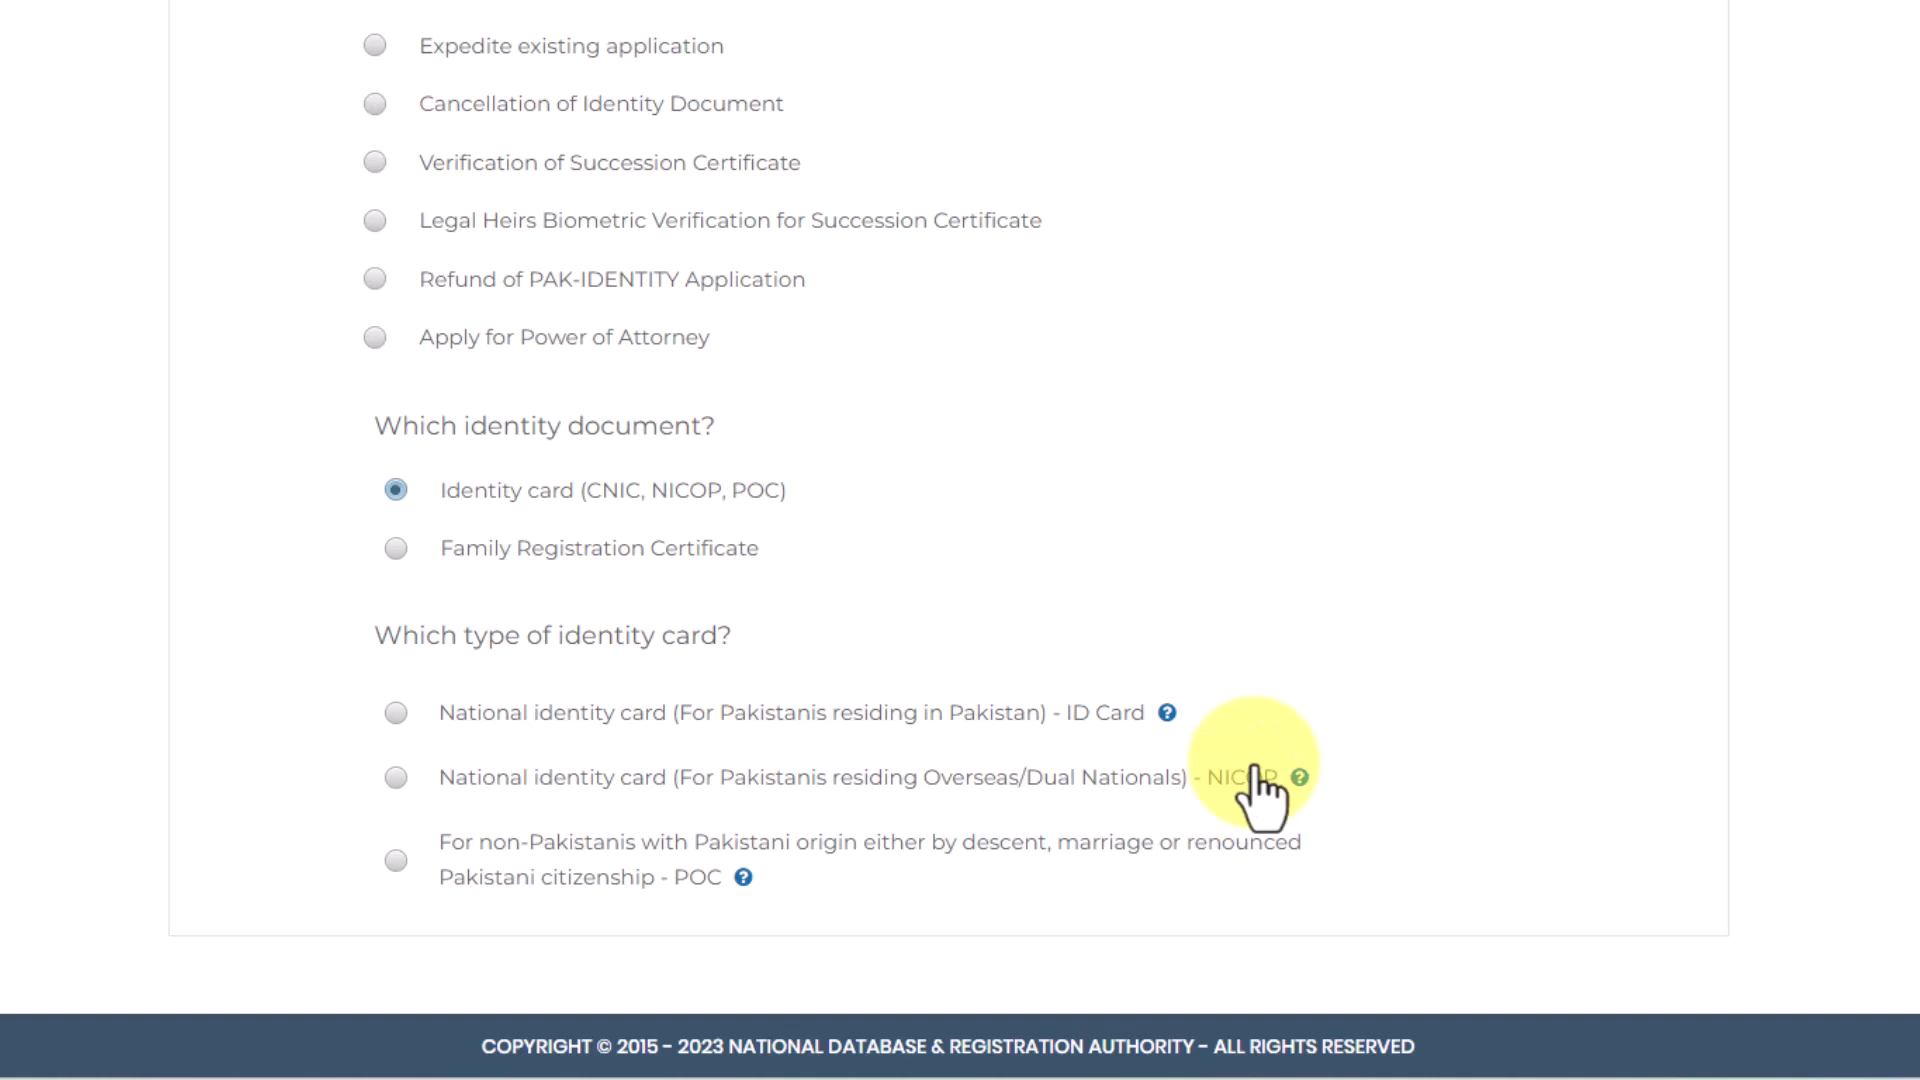 Expedite existing application
Cancellation of Identity Document
Verification of Succession Certificate
Legal Heirs Biometric Verification for Succession Certificate
Refund of PAK-IDENTITY Application
Apply for Power of Attorney
Which identity document?
Identity card (CNIC, NICOP, POC)
Family Registration Certificate
Which type of identity card?
National identity card (For Pakistanis residing in Pakistan) - ID Card ?
National identity card (For Pakistanis residing Overseas/Dual Nationals) - NICOP ?
For non-Pakistanis with Pakistani origin either by descent, marriage or renounced
Pakistani citizenship - POC ?
COPYRIGHT © 2015 - 2023 NATIONAL DATABASE & REGISTRATION AUTHORITY - ALL RIGHTS RESERVED